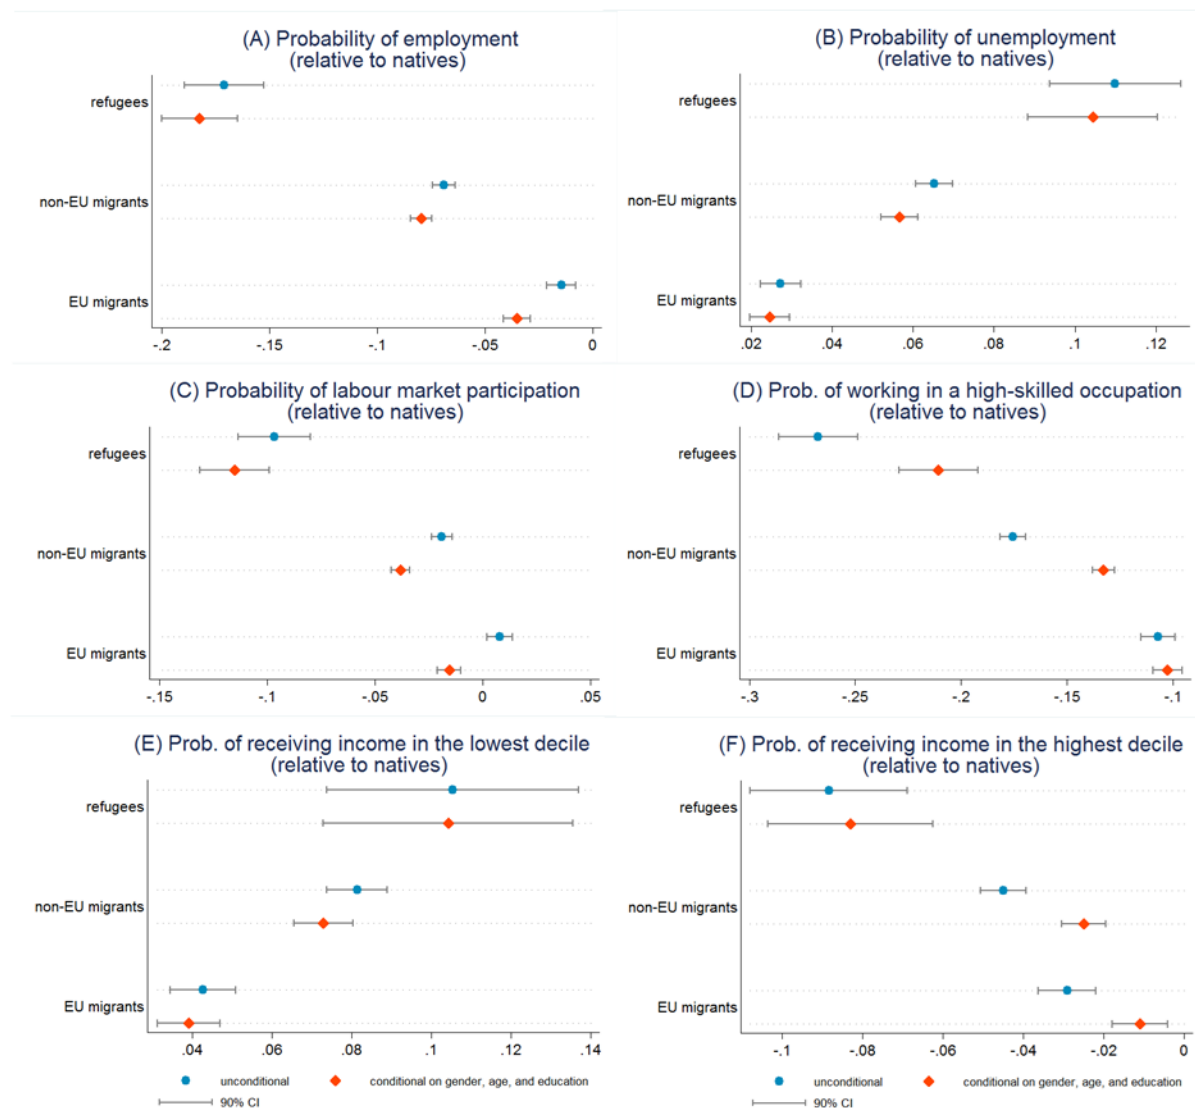 (A) Probability of employment
(relative to natives)
refugees
non-EU migrants
EU migrants
-.2 -.15 -.1 -.05 0
(B) Probability of unemployment
(relative to natives)
refugees
non-EU migrants
EU migrants
.02 .04 .06 .08 .1 .12
(C) Probability of labour market participation
(relative to natives)
refugees
non-EU migrants
EU migrants
-.15 -.1 -.05 0 .05
(D) Prob. of working in a high-skilled occupation
(relative to natives)
refugees
non-EU migrants
EU migrants
-.3 -.25 -.2 -.15 -.1
(E) Prob. of receiving income in the lowest decile
(relative to natives)
refugees
non-EU migrants
EU migrants
.04 .06 .08 .1 .12 .14
unconditional conditional on gender, age, and education
90% CI
(F) Prob. of receiving income in the highest decile
(relative to natives)
refugees
non-EU migrants
EU migrants
-.1 -.08 -.06 -.04 -.02 0
unconditional conditional on gender, age, and education
90% CI